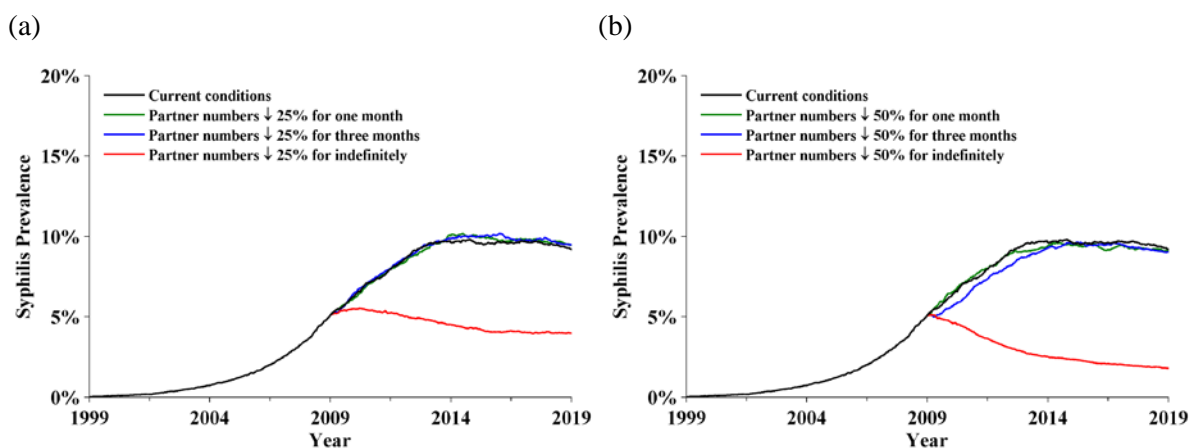 (a)
20%
15%
10%
5%
0%
Syphilis Prevalence
Current conditions
Partner numbers ↓ 25% for one month
Partner numbers ↓ 25% for three months
Partner numbers ↓ 25% for indefinitely
1999 2004 2009 2014 2019
Year
(b)
20%
15%
10%
5%
0%
Syphilis Prevalence
Current conditions
Partner numbers ↓ 50% for one month
Partner numbers ↓ 50% for three months
Partner numbers ↓ 50% for indefinitely
1999 2004 2009 2014 2019
Year